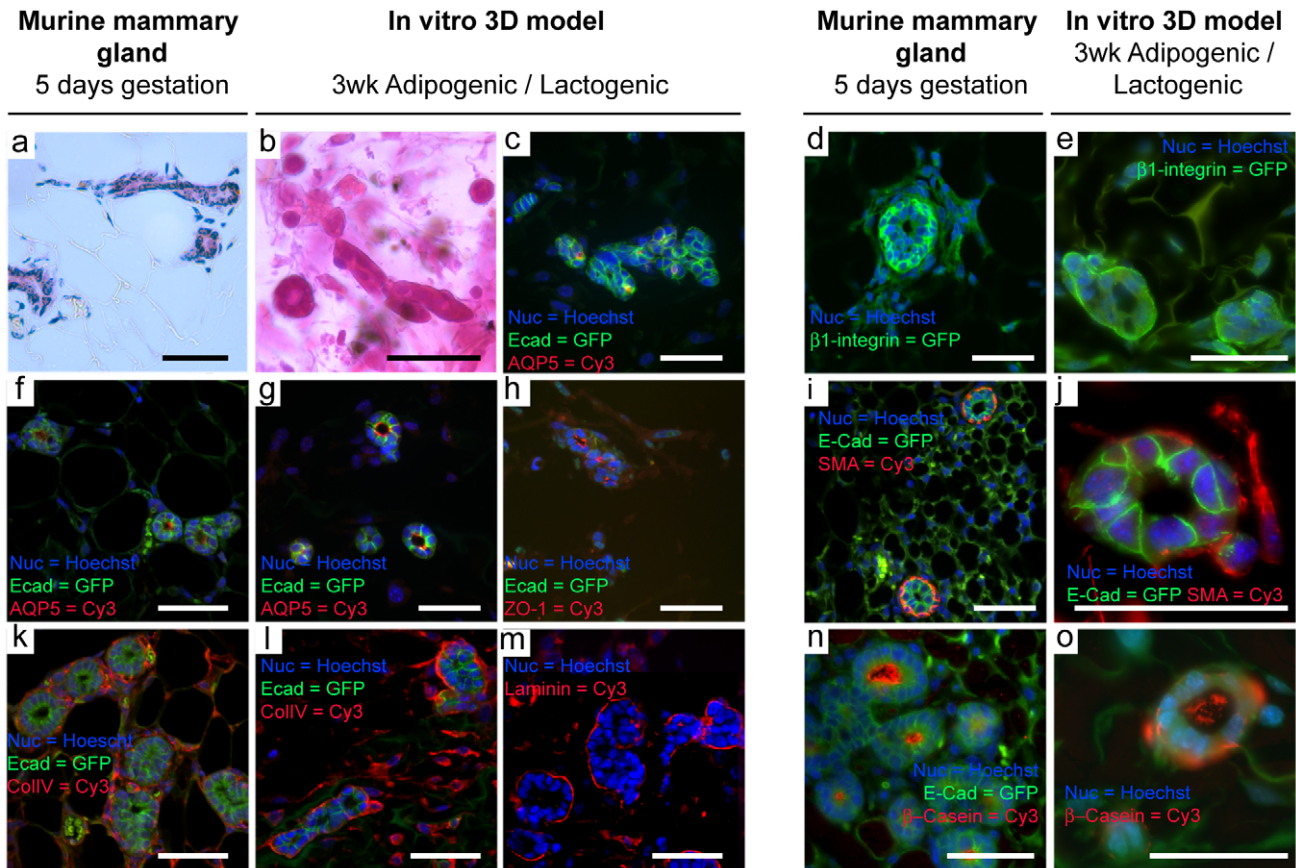 Murine mammary
gland
5 days gestation
In vitro 3D model
3wk Adipogenic / Lactogenic
Murine mammary
gland
5 days gestation
In vitro 3D model
3wk Adipogenic /
Lactogenic
a
b
c
Nuc = Hoechst
Ecad = GFP
AQP5 = Cy3
d
Nuc = Hoechst
β1-integrin = GFP
e
Nuc = Hoechst
β1-integrin = GFP
f
Nuc = Hoechst
Ecad = GFP
AQP5 = Cy3
g
Nuc = Hoechst
Ecad = GFP
AQP5 = Cy3
h
Nuc = Hoechst
Ecad = GFP
ZO-1 = Cy3
i
Nuc = Hoechst
E-Cad = GFP
SMA = Cy3
j
Nuc = Hoechst
E-Cad = GFP SMA = Cy3
k
Nuc = Hoescht
Ecad = GFP
ColIV = Cy3
l
Nuc = Hoechst
Ecad = GFP
ColIV = Cy3
m
Nuc = Hoechst
Laminin = Cy3
n
Nuc = Hoechst
E-Cad = GFP
β-Casein = Cy3
o
Nuc = Hoechst
β-Casein = Cy3